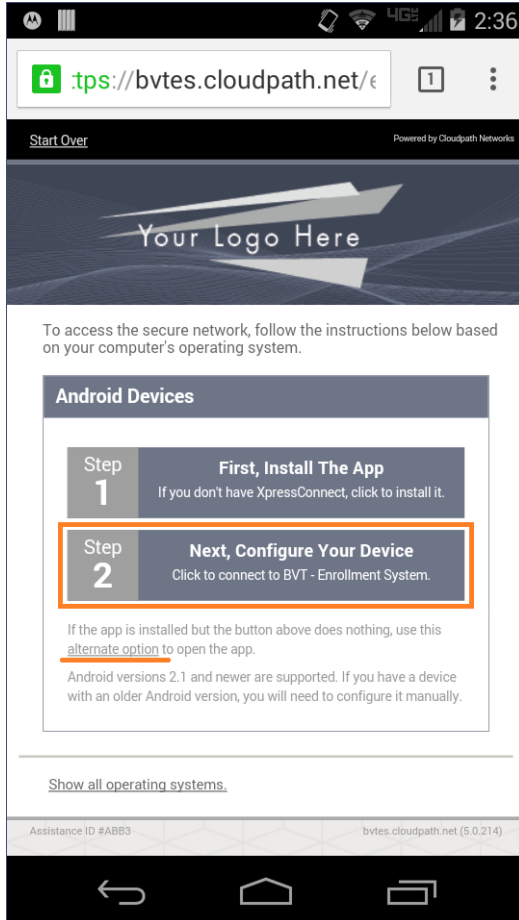 4G 2:36
:tps://bvtes.cloudpath.net/e 1
Start Over Powered by Cloudpath Networks
Your Logo Here
To access the secure network, follow the instructions below based
on your computer's operating system.
Android Devices
Step 1
First, Install The App
If you don't have XpressConnect, click to install it.
Step 2
Next, Configure Your Device
Click to connect to BVT - Enrollment System.
If the app is installed but the button above does nothing, use this
alternate option to open the app.
Android versions 2.1 and newer are supported. If you have a device
with an older Android version, you will need to configure it manually.
Show all operating systems.
Assistance ID #ABB3 bvtes.cloudpath.net (5.0.214)